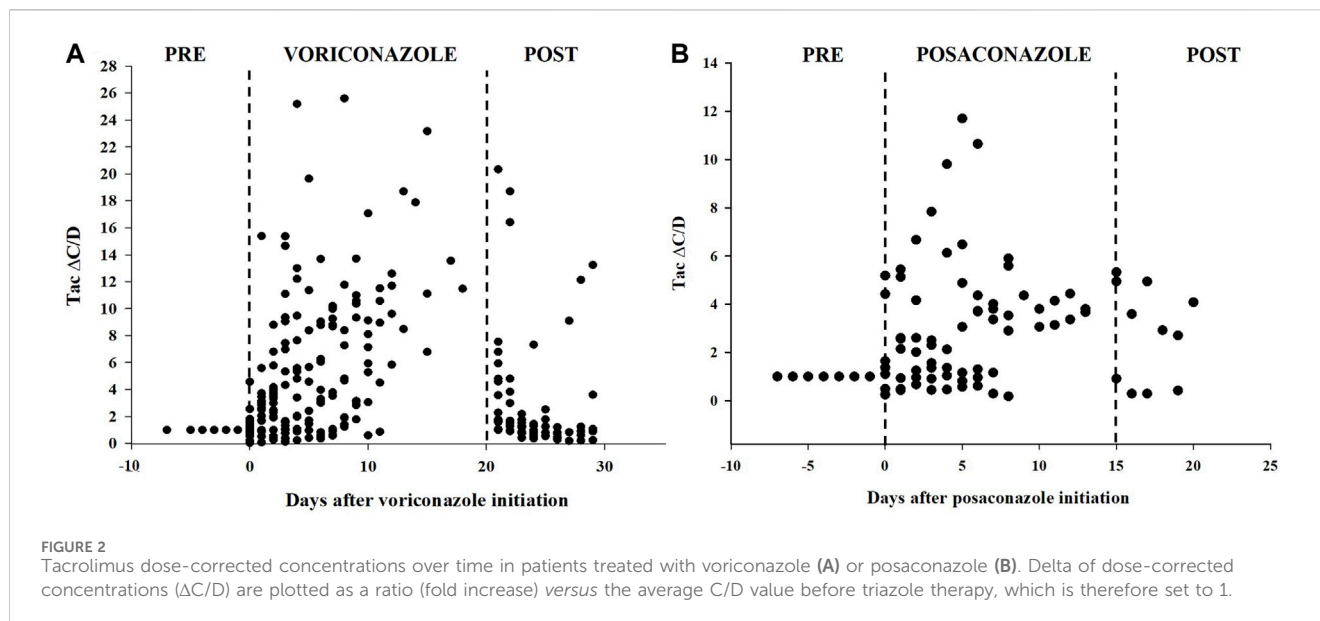 A
PRE VORICONAZOLE POST
28
26
24
22
20
18
16
14
12
10
8
6
4
2
0
Tac ΔC/D
-10 0 10 20 30
Days after voriconazole initiation
B
PRE POSACONAZOLE POST
14
12
10
8
6
4
2
0
Tac ΔC/D
-10 -5 0 5 10 15 20 25
Days after posaconazole initiation
FIGURE 2
Tacrolimus dose-corrected concentrations over time in patients treated with voriconazole (A) or posaconazole (B). Delta of dose-corrected
concentrations (ΔC/D) are plotted as a ratio (fold increase) versus the average C/D value before triazole therapy, which is therefore set to 1.